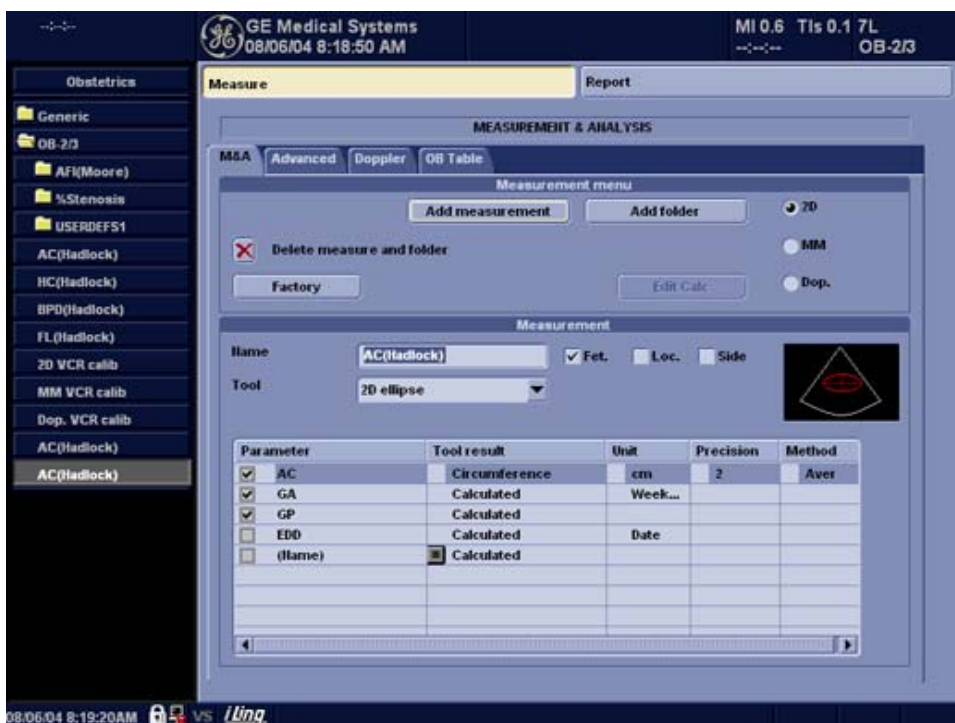 --:--:--
GE Medical Systems
08/06/04 8:18:50 AM
MI 0.6 TIs 0.1 7L
--:--:-- OB-2/3
Obstetrics
Generic
OB-2/3
AFI(Moore)
%Stenosis
USERDEFS1
AC(Hadlock)
HC(Hadlock)
BPD(Hadlock)
FL(Hadlock)
2D VCR calib
MM VCR calib
Dop. VCR calib
AC(Hadlock)
AC(Hadlock)
Measure Report
MEASUREMENT & ANALYSIS
M&A Advanced Doppler OB Table
Measurement menu
Add measurement Add folder 2D
Delete measure and folder MM
Factory Edit Calc Dop.
Measurement
Name AC(Hadlock) Fet. Loc. Side
Tool 2D ellipse
Parameter Tool result Unit Precision Method
AC Circumference cm 2 Aver
GA Calculated Week...
GP Calculated
EDD Calculated Date
(Name) Calculated
08/06/04 8:19:20AM VS iLinq